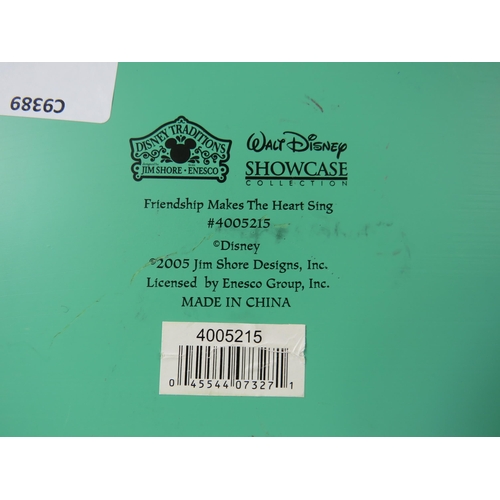 C9389
DISNEY TRADITIONS
JIM SHORE • ENESCO
WALT DISNEY
SHOWCASE
COLLECTION
Friendship Makes The Heart Sing
#4005215
©Disney
©2005 Jim Shore Designs, Inc.
Licensed by Enesco Group, Inc.
MADE IN CHINA
4005215
0 45544 07327 1